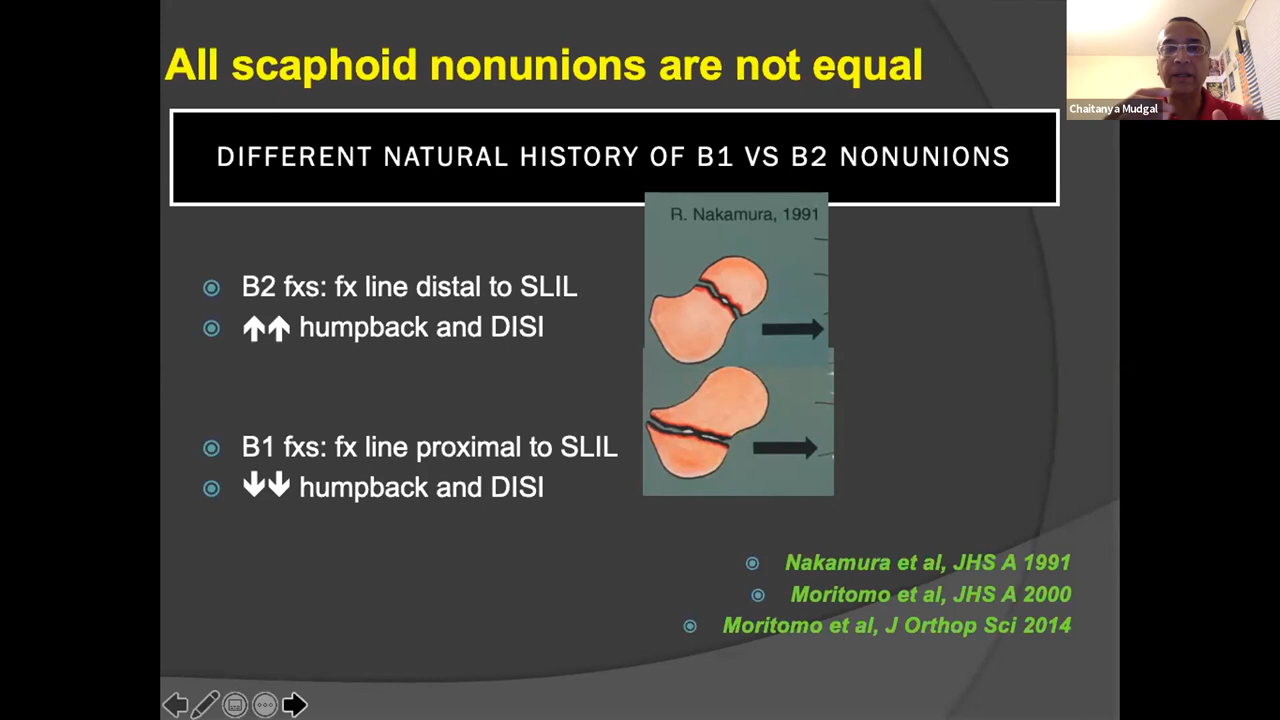 All scaphoid nonunions are not equal
Chaitanya Mudgal
DIFFERENT NATURAL HISTORY OF B1 VS B2 NONUNIONS
R. Nakamura, 1991
B2 fxs: fx line distal to SLIL
↑↑ humpback and DISI
B1 fxs: fx line proximal to SLIL
↓↓ humpback and DISI
Nakamura et al, JHS A 1991
Moritomo et al, JHS A 2000
Moritomo et al, J Orthop Sci 2014